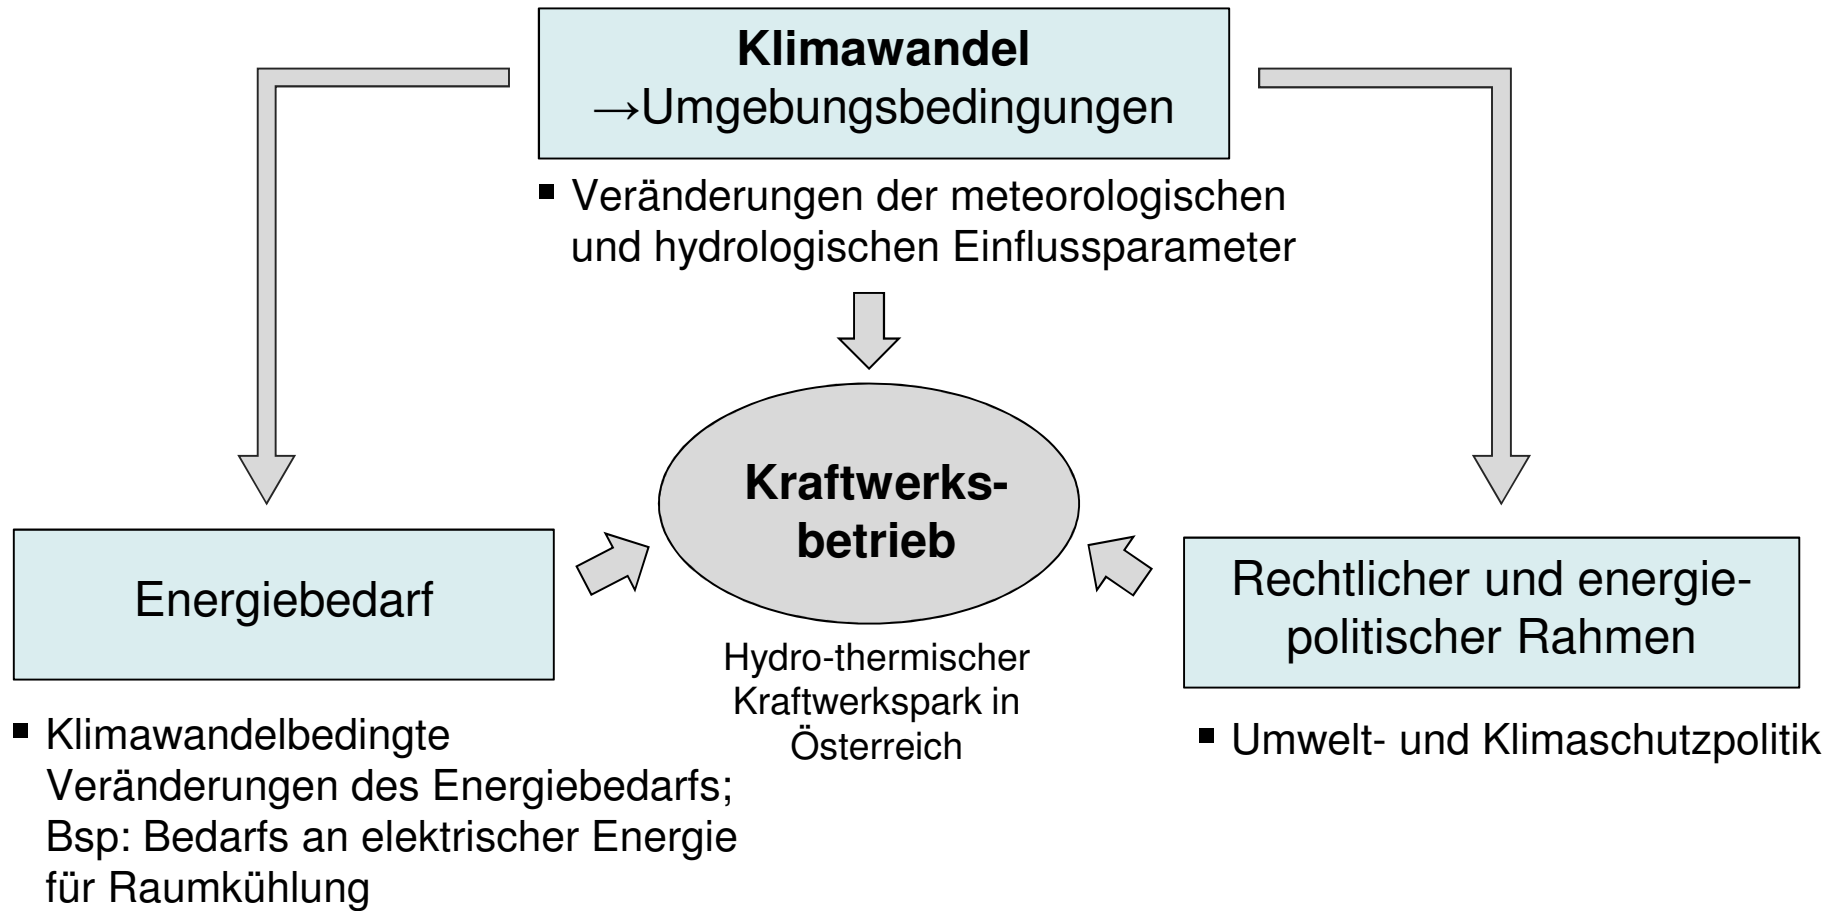 Klimawandel
→Umgebungsbedingungen
▪ Veränderungen der meteorologischen
und hydrologischen Einflussparameter
Kraftwerks-
betrieb
Hydro-thermischer
Kraftwerkspark in
Österreich
Energiebedarf
▪ Klimawandelbedingte
Veränderungen des Energiebedarfs;
Bsp: Bedarfs an elektrischer Energie
für Raumkühlung
Rechtlicher und energie-
politischer Rahmen
▪ Umwelt- und Klimaschutzpolitik